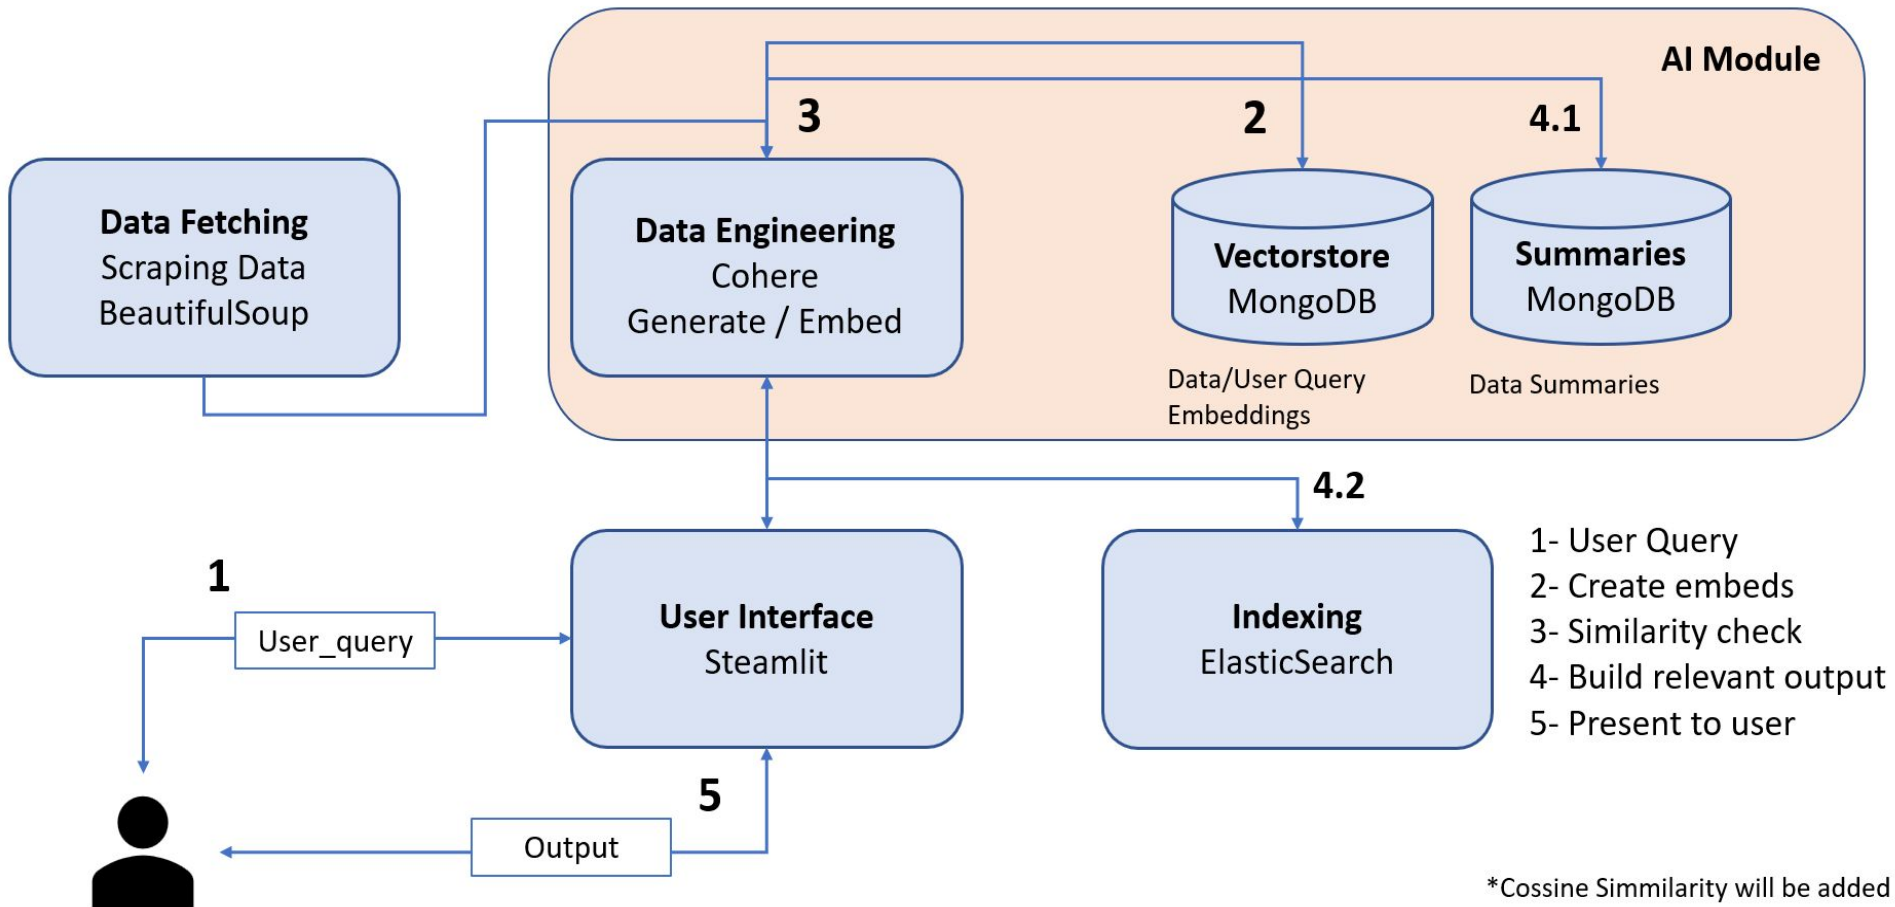 AI Module
3
2
4.1
Data Fetching
Scraping Data
BeautifulSoup
Data Engineering
Cohere
Generate / Embed
Vectorstore
MongoDB
Summaries
MongoDB
Data/User Query
Embeddings
Data Summaries
4.2
1
User_query
User Interface
Steamlit
Indexing
ElasticSearch
1- User Query
2- Create embeds
3- Similarity check
4- Build relevant output
5- Present to user
5
Output
*Cossine Simmilarity will be added